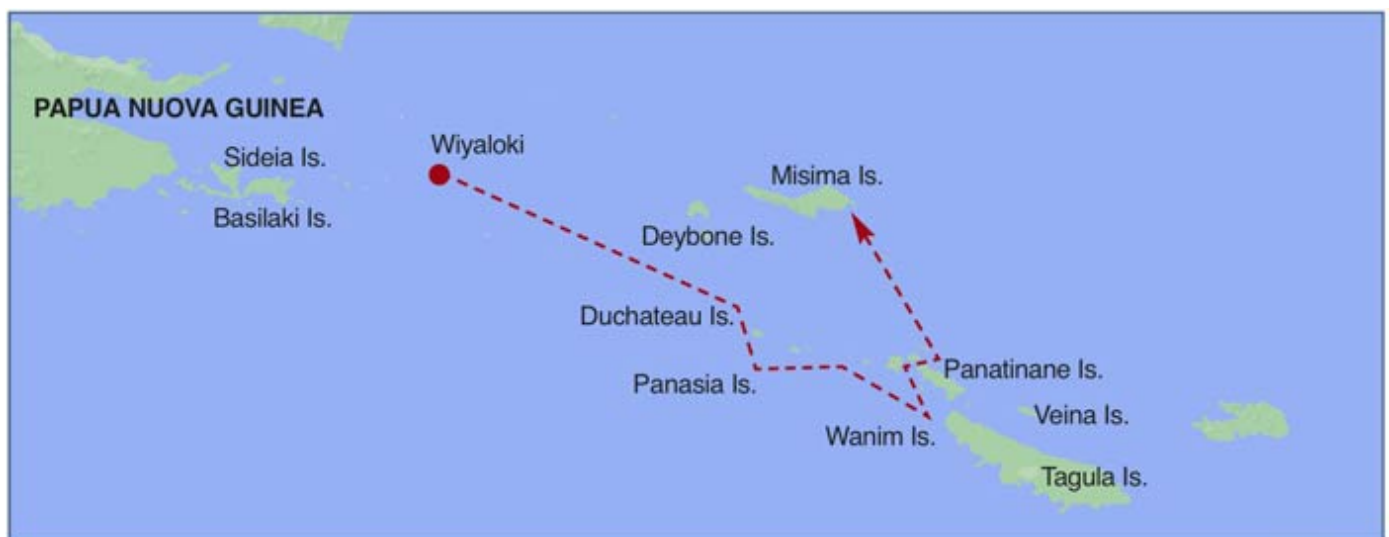 PAPUA NUOVA GUINEA
Wiyaloki
Sideia Is.
Misima Is.
Basilaki Is.
Deybone Is.
Duchateau Is.
Panatinane Is.
Panasia Is.
Veina Is.
Wanim Is.
Tagula Is.